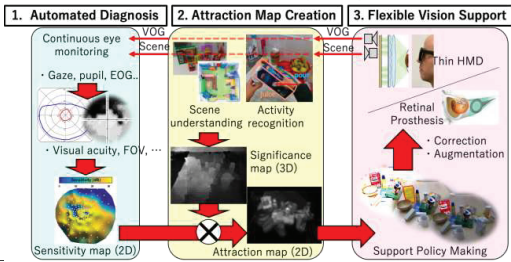 1. Automated Diagnosis
2. Attraction Map Creation
3. Flexible Vision Support
VOG
VOG
Scene
Scene
Continuous eye
monitoring
・Gaze, pupil, EOG..
・Visual acuity, FOV, …
Sensitivity map (2D)
Scene
understanding
Activity
recognition
Significance
map (3D)
Attraction map (2D)
Thin HMD
Retinal
Prosthesis
・Correction
・Augmentation
Support Policy Making